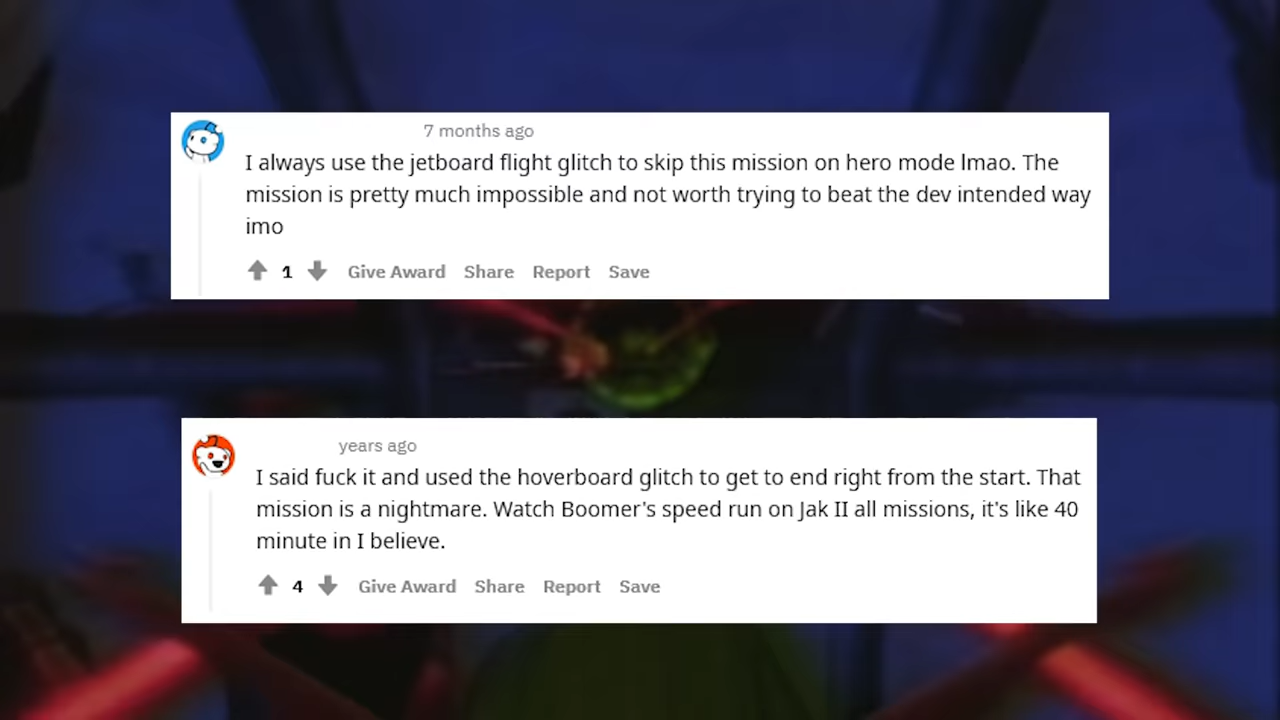 7 months ago
I always use the jetboard flight glitch to skip this mission on hero mode lmao. The
mission is pretty much impossible and not worth trying to beat the dev intended way
imo
1 Give Award Share Report Save
years ago
I said fuck it and used the hoverboard glitch to get to end right from the start. That
mission is a nightmare. Watch Boomer's speed run on Jak II all missions, it's like 40
minute in I believe.
4 Give Award Share Report Save